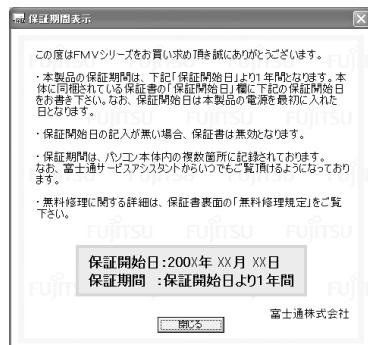 保証期間表示
この度はFMVシリーズをお買い求め頂き誠にありがとうございます。
・本製品の保証期間は、下記「保証開始日」より1年間となります。本
体に同梱されている保証書の「保証開始日」欄に下記の保証開始日
をお書き下さい。なお、保証開始日は本製品の電源を最初に入れた
日となります。
・保証開始日の記入が無い場合、保証書は無効となります。
・保証期間は、パソコン本体内の複数箇所に記録されております。
なお、富士通サービスアシスタントからいつでもご覧頂けるようになっており
ます。
・無料修理に関する詳細は、保証書裏面の「無料修理規定」をご覧
下さい。
保証開始日：200X年 XX月 XX日
保証期間　：保証開始日より1年間
富士通株式会社
閉じる